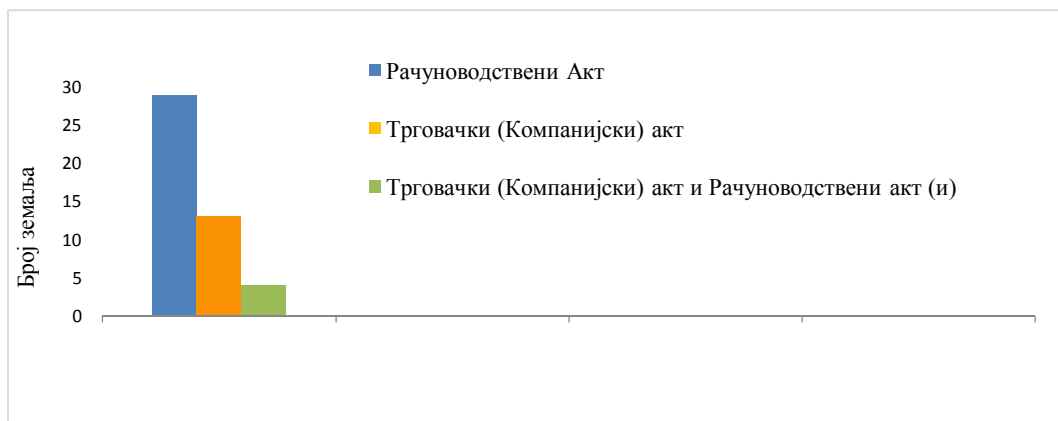 Рачуноводствени Акт
Трговачки (Компанијски) акт
Трговачки (Компанијски) акт и Рачуноводствени акт (и)
Број земаља
30
25
20
15
10
5
0